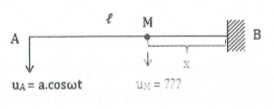 ℓ M
A B
x
u_A = a.cosωt u_M = ???